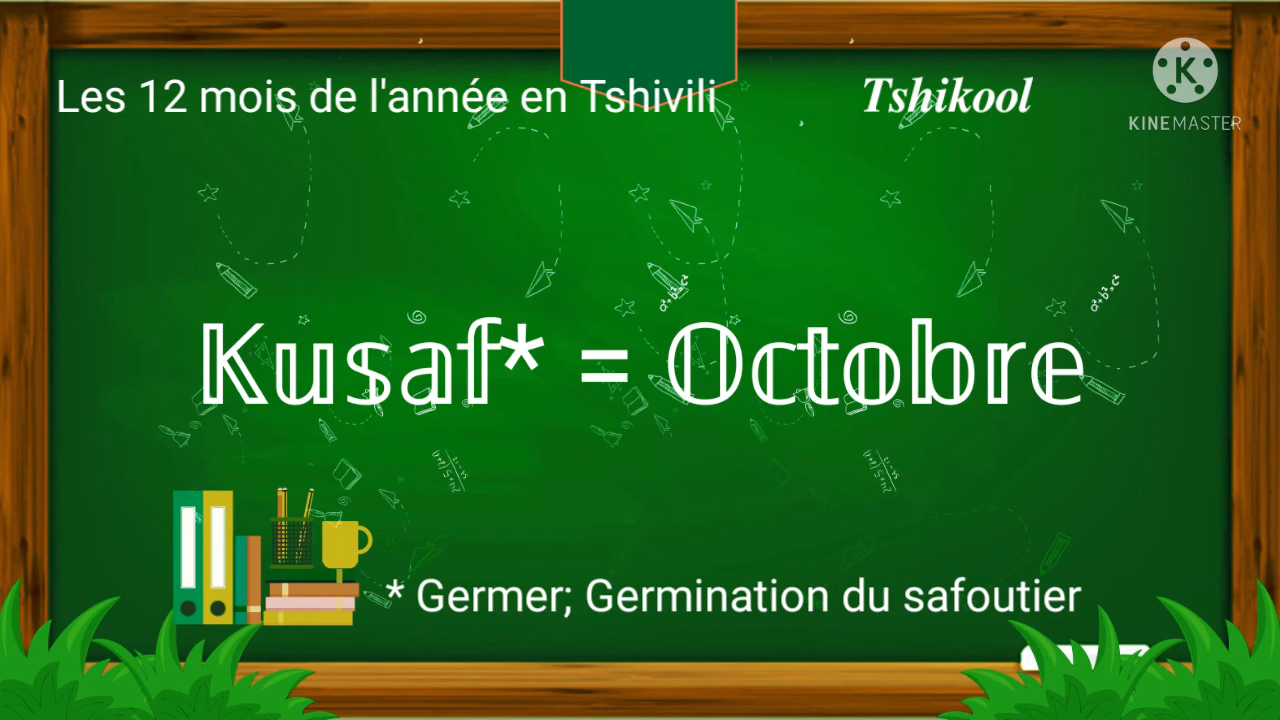 Les 12 mois de l'année en Tshivili
Tshikool
KINEMASTER
Kusaf* = Octobre
* Germer; Germination du safoutier